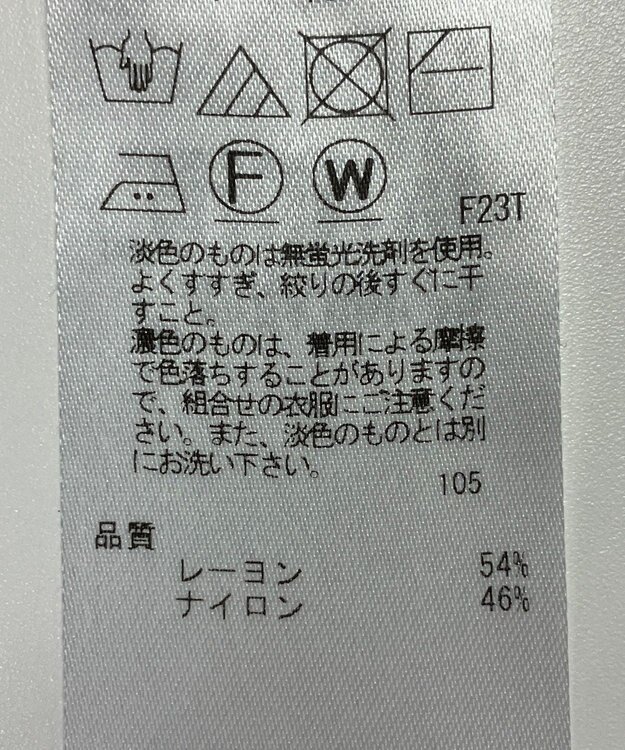 F
W
F23T
淡色のものは無蛍光洗剤を使用。
よくすすぎ、絞りの後すぐに干
すこと。
濃色のものは、着用による摩擦
で色落ちすることがありますの
で、組合せの衣服にご注意くだ
さい。また、淡色のものとは別
にお洗い下さい。
105
品質
レーヨン 54%
ナイロン 46%